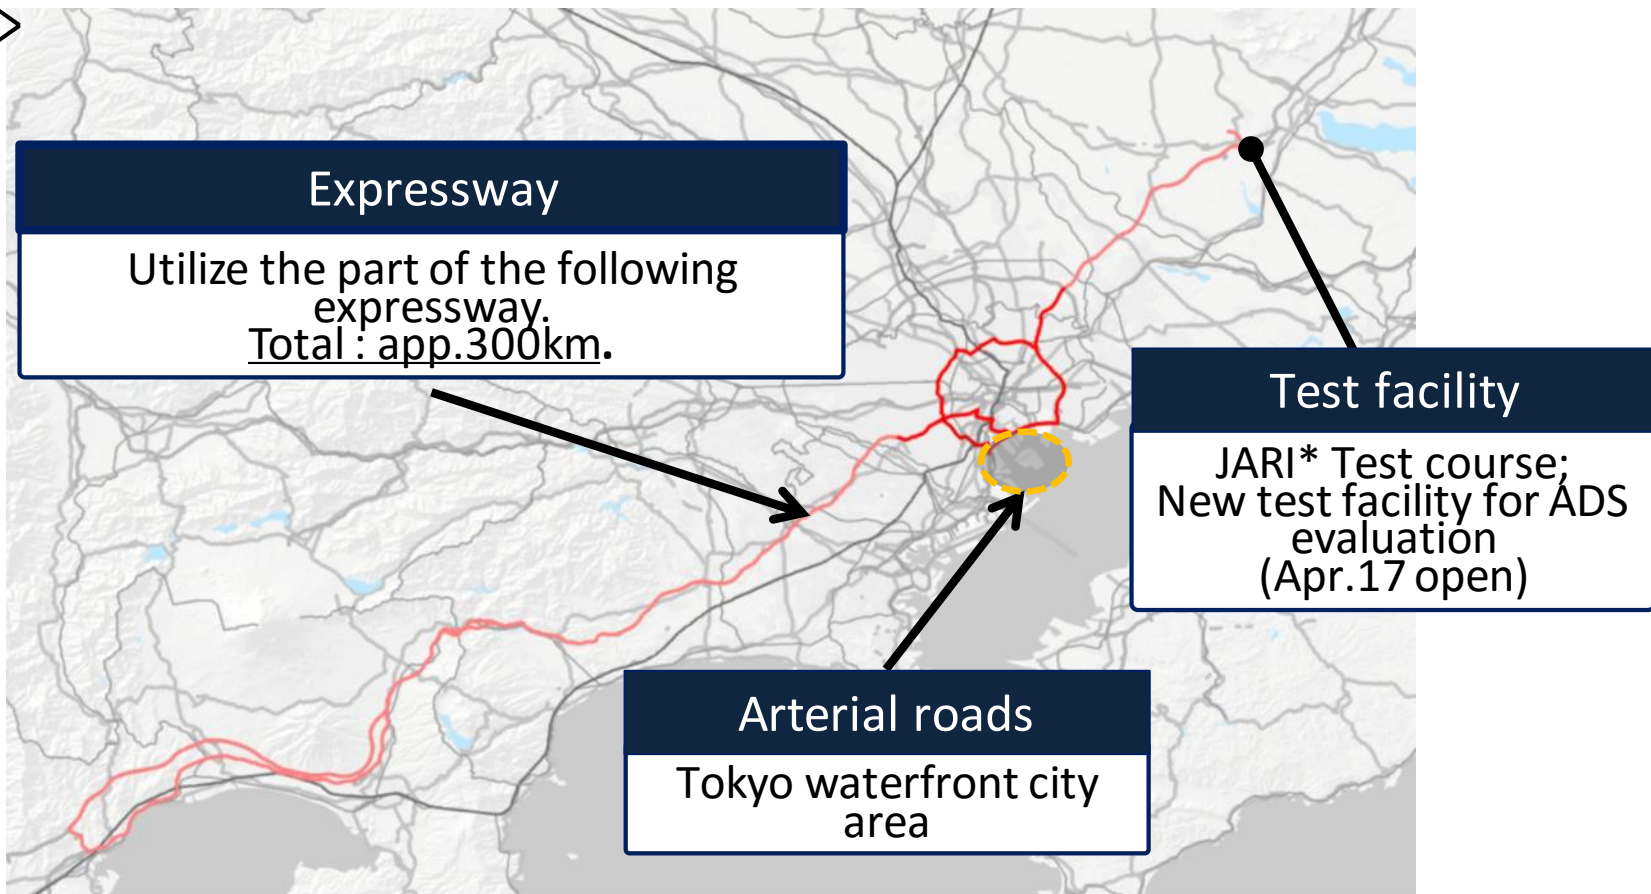 Expressway
Utilize the part of the following
expressway.
Total : app.300km.
Test facility
JARI* Test course;
New test facility for ADS
evaluation
(Apr.17 open)
Arterial roads
Tokyo waterfront city
area